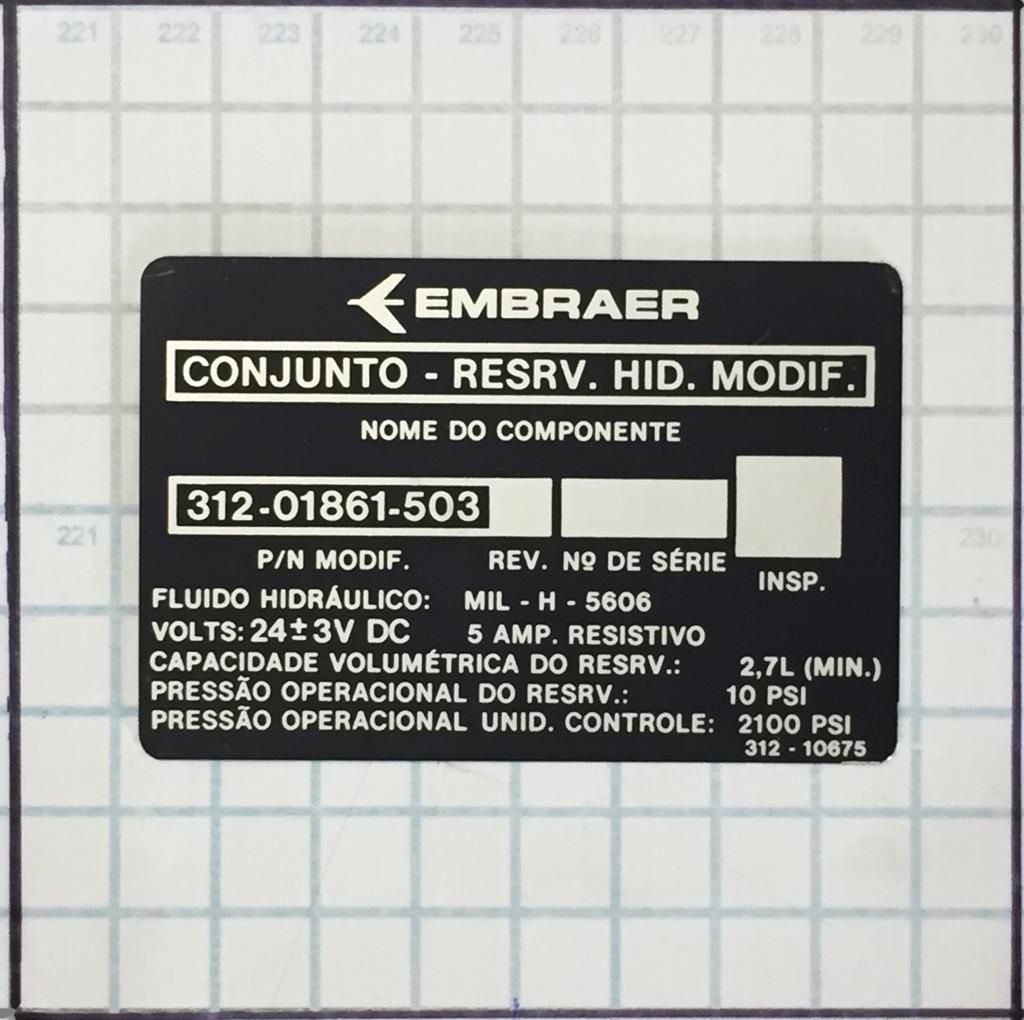 221 222 223 224 225 226 227 228 229 230
EMBRAER
CONJUNTO - RESRV. HID. MODIF.
NOME DO COMPONENTE
312-01861-503
P/N MODIF. REV. Nº DE SÉRIE
INSP.
221 230
FLUIDO HIDRÁULICO: MIL - H - 5606
VOLTS: 24±3V DC 5 AMP. RESISTIVO
CAPACIDADE VOLUMÉTRICA DO RESRV.: 2,7L (MIN.)
PRESSÃO OPERACIONAL DO RESRV.: 10 PSI
PRESSÃO OPERACIONAL UNID. CONTROLE: 2100 PSI
312 - 10675